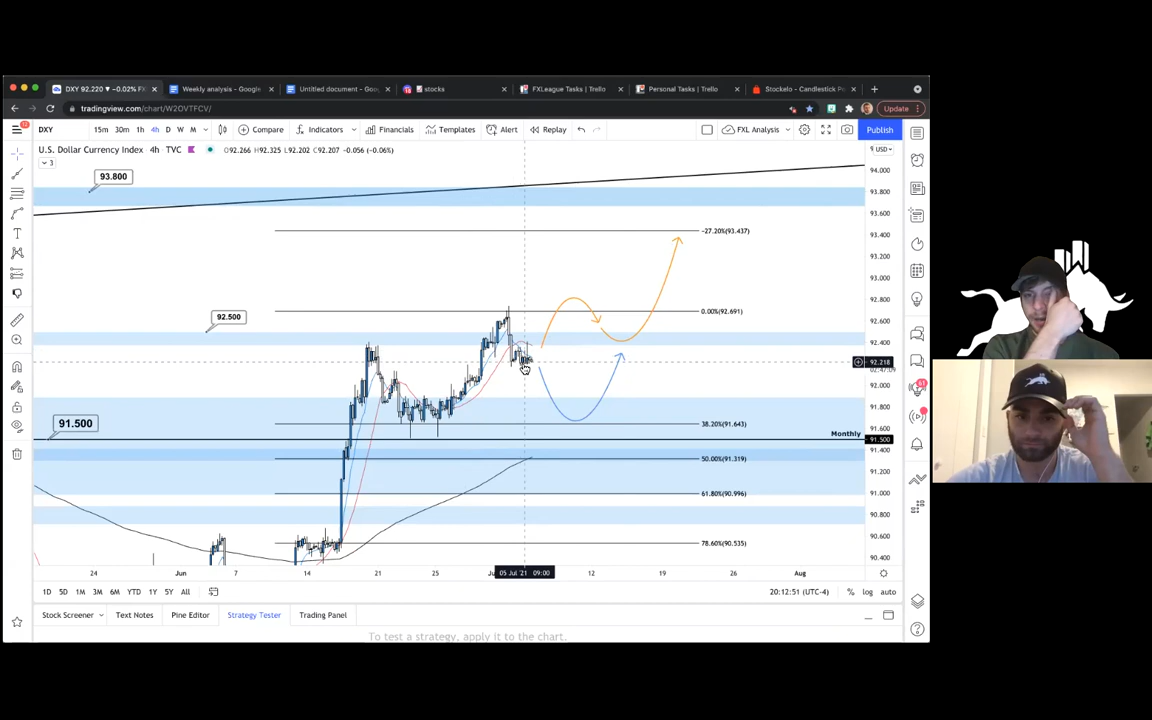 DXY 92.220 ▼ −0.02% FX
Weekly analysis - Google
Untitled document - Goo
stocks
FXLeague Tasks | Trello
Personal Tasks | Trello
Stockelo - Candlestick P
tradingview.com/chart/W2OVTFCV/
Update
DXY
15m 30m 1h 4h D W M
Compare
Indicators
Financials
Templates
Alert
Replay
FXL Analysis
Publish
U.S. Dollar Currency Index 4h TVC
O92.266 H92.325 L92.202 C92.207 −0.056 (−0.06%)
USD
3
94.000
93.800
93.800
93.600
−27.20%(93.437)
93.400
93.200
93.000
92.800
0.00%(92.691)
92.500
92.600
92.400
92.218
92.000
91.800
91.500
38.20%(91.643)
91.600
Monthly
91.500
91.400
50.00%(91.319)
91.200
61.80%(90.996)
91.000
90.800
90.600
78.60%(90.535)
90.400
24 Jun 7 14 21 25 05 Jul '21 09:00 12 19 26 Aug
1D 5D 1M 3M 6M YTD 1Y 5Y All
20:12:51 (UTC-4)
% log auto
Stock Screener
Text Notes
Pine Editor
Strategy Tester
Trading Panel
To test a strategy, apply it to the chart.